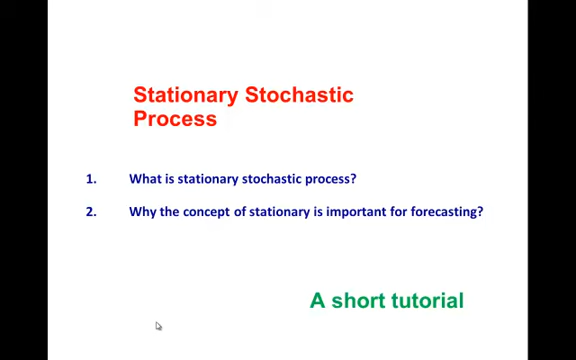 Stationary Stochastic
Process
1. What is stationary stochastic process?
2. Why the concept of stationary is important for forecasting?
A short tutorial